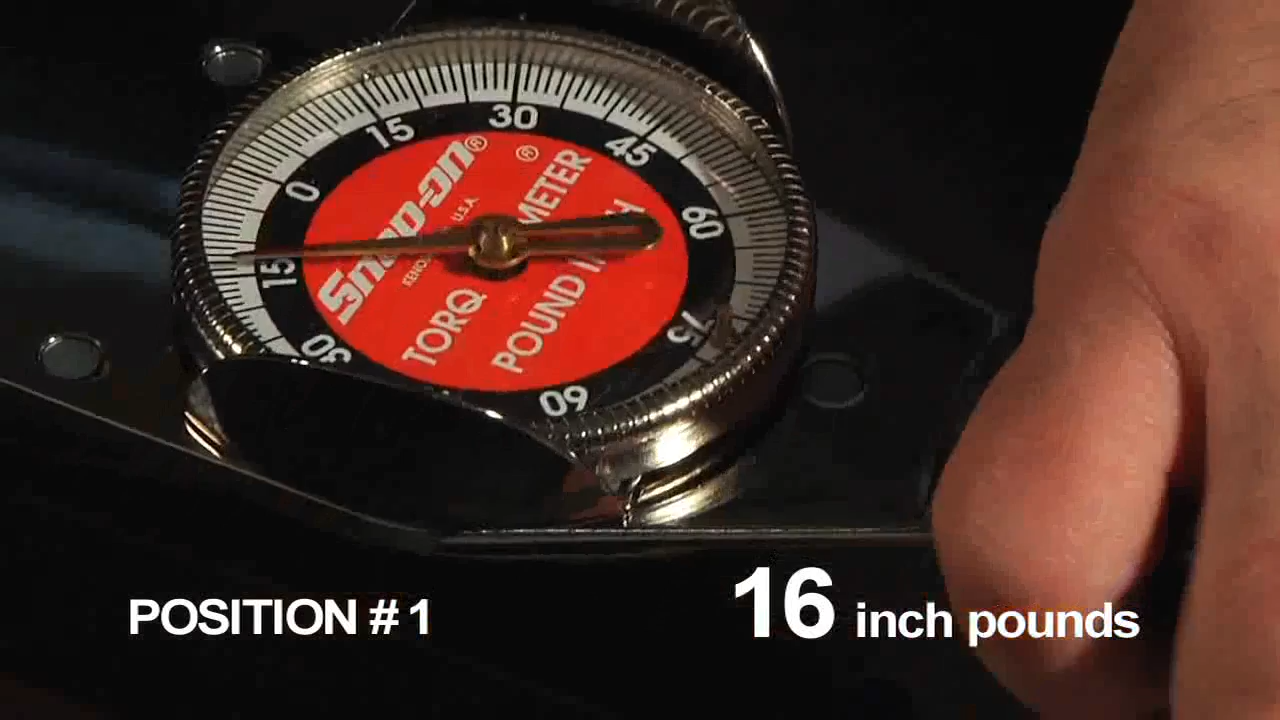 30
15
45
0
60
15
75
30
60
Snap-on®
U.S.A.
®
METER
TORQ
POUND
POSITION # 1
16 inch pounds